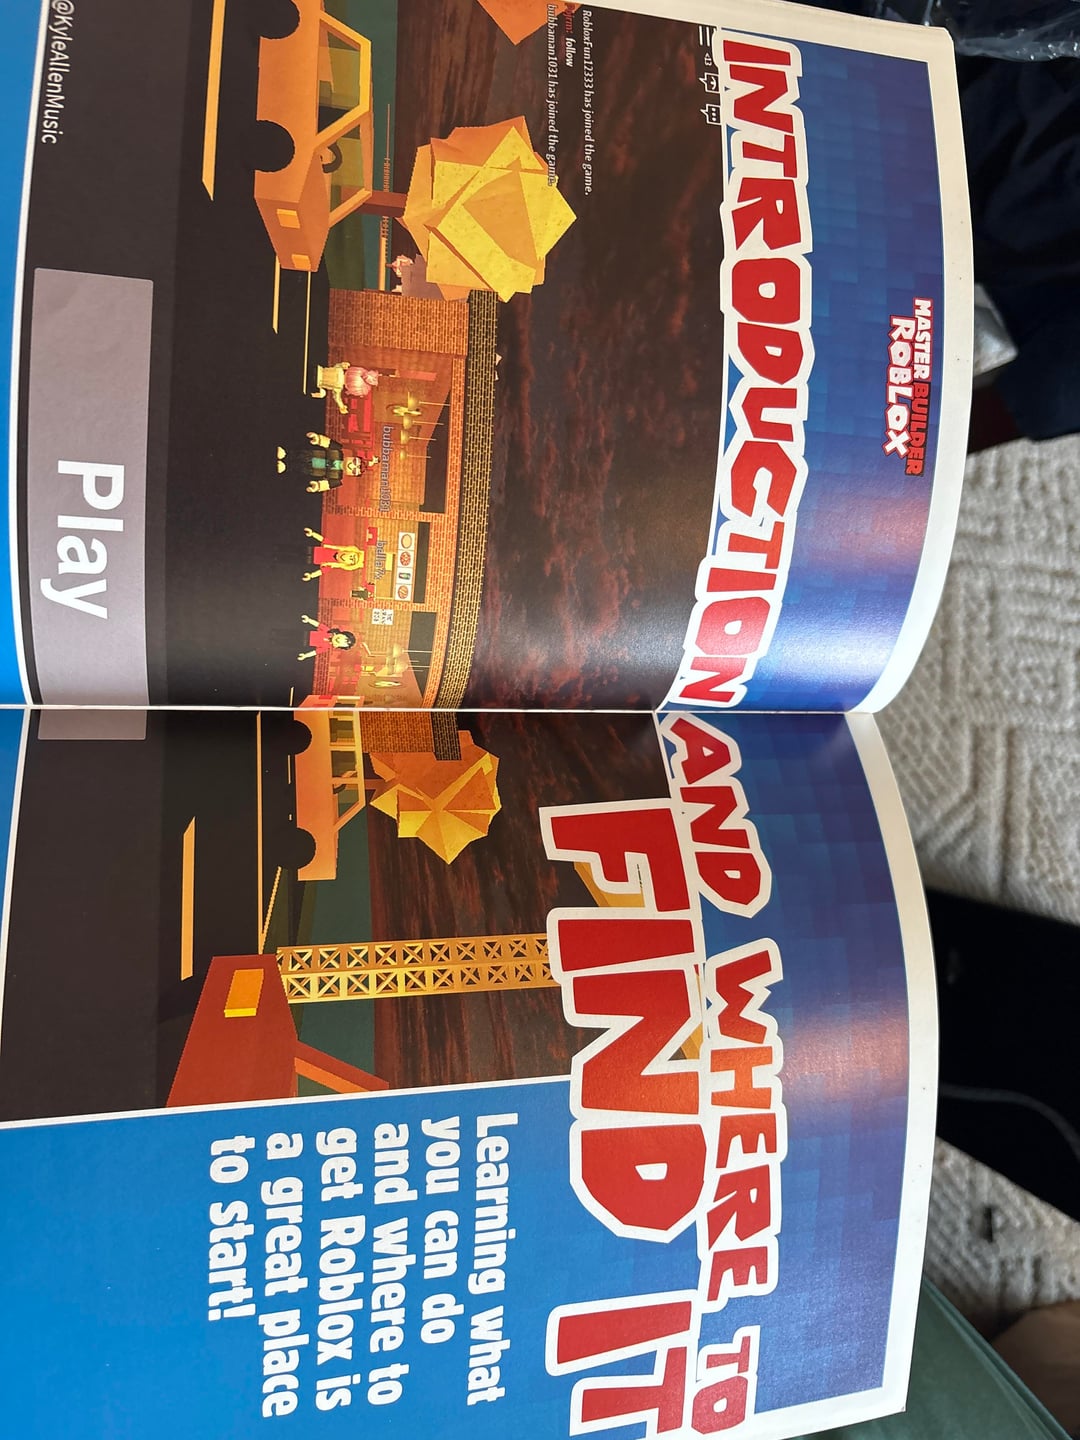 MASTER BUILDER
ROBLOX
INTRODUCTION AND WHERE TO
FIND IT
RobloxFun12333 has joined the game.
follow
bubbaman1031 has joined the game.
bubbaman1031
Play
@KyleAllenMusic
Learning what
you can do
and where to
get Roblox is
a great place
to start!